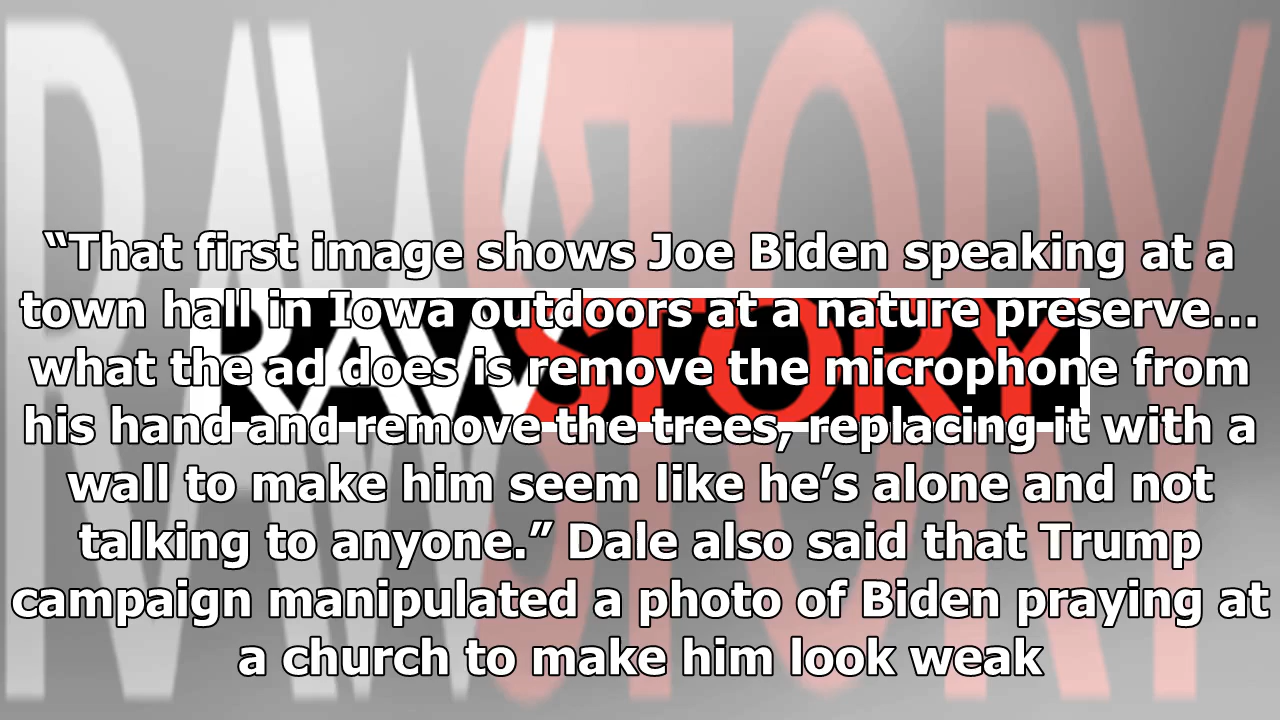 RAWSTORY
“That first image shows Joe Biden speaking at a
town hall in Iowa outdoors at a nature preserve...
what the ad does is remove the microphone from
his hand and remove the trees, replacing it with a
wall to make him seem like he’s alone and not
talking to anyone.” Dale also said that Trump
campaign manipulated a photo of Biden praying at
a church to make him look weak
RAWSTORY